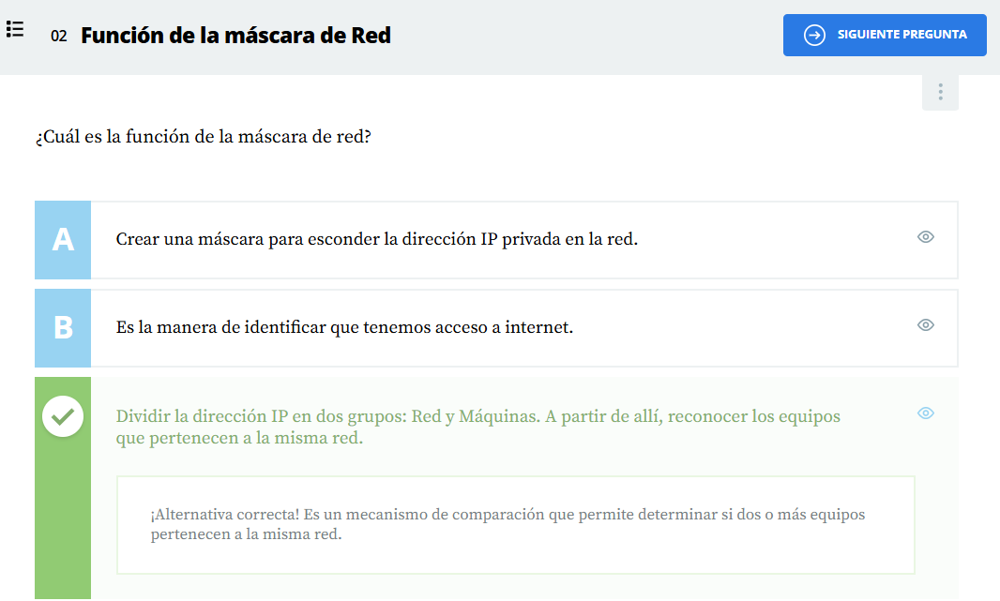 02 Función de la máscara de Red
SIGUIENTE PREGUNTA
¿Cuál es la función de la máscara de red?
A
Crear una máscara para esconder la dirección IP privada en la red.
B
Es la manera de identificar que tenemos acceso a internet.
Dividir la dirección IP en dos grupos: Red y Máquinas. A partir de allí, reconocer los equipos
que pertenecen a la misma red.
¡Alternativa correcta! Es un mecanismo de comparación que permite determinar si dos o más equipos
pertenecen a la misma red.